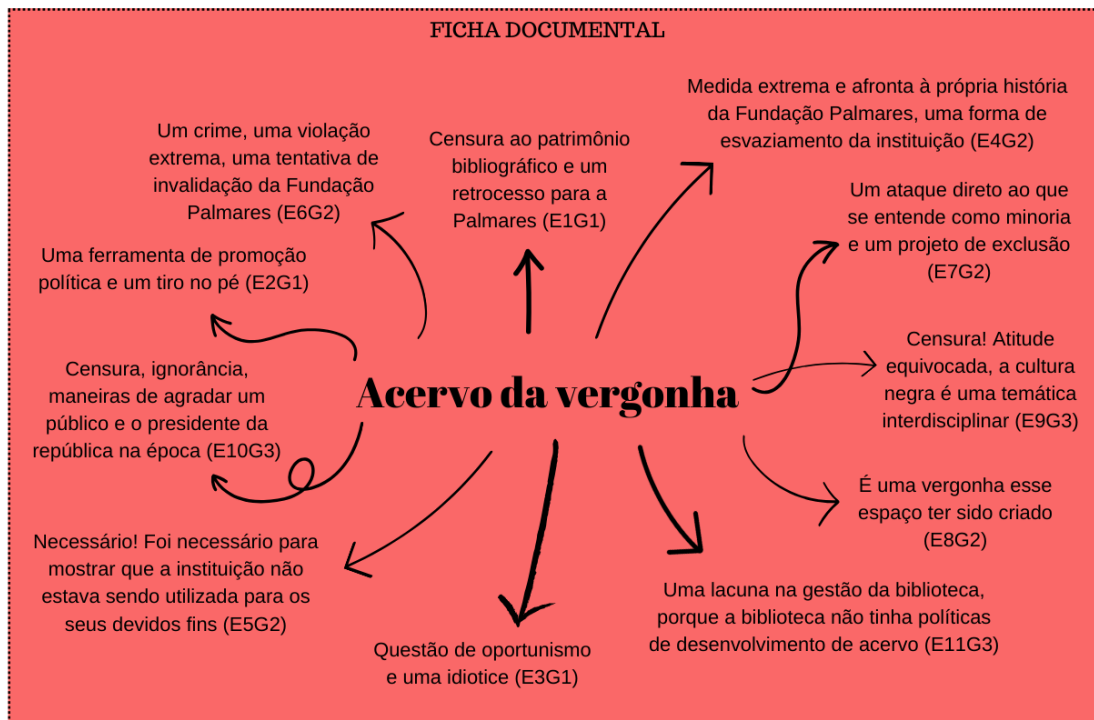 FICHA DOCUMENTAL
Um crime, uma violação
extrema, uma tentativa de
invalidação da Fundação
Palmares (E6G2)
Censura ao patrimônio
bibliográfico e um
retrocesso para a
Palmares (E1G1)
Medida extrema e afronta à própria história
da Fundação Palmares, uma forma de
esvaziamento da instituição (E4G2)
Um ataque direto ao que
se entende como minoria
e um projeto de exclusão
(E7G2)
Uma ferramenta de promoção
política e um tiro no pé (E2G1)
Censura! Atitude
equivocada, a cultura
negra é uma temática
interdisciplinar (E9G3)
Censura, ignorância,
maneiras de agradar um
público e o presidente da
república na época (E10G3)
Acervo da vergonha
É uma vergonha esse
espaço ter sido criado
(E8G2)
Necessário! Foi necessário para
mostrar que a instituição não
estava sendo utilizada para os
seus devidos fins (E5G2)
Questão de oportunismo
e uma idiotice (E3G1)
Uma lacuna na gestão da biblioteca,
porque a biblioteca não tinha políticas
de desenvolvimento de acervo (E11G3)